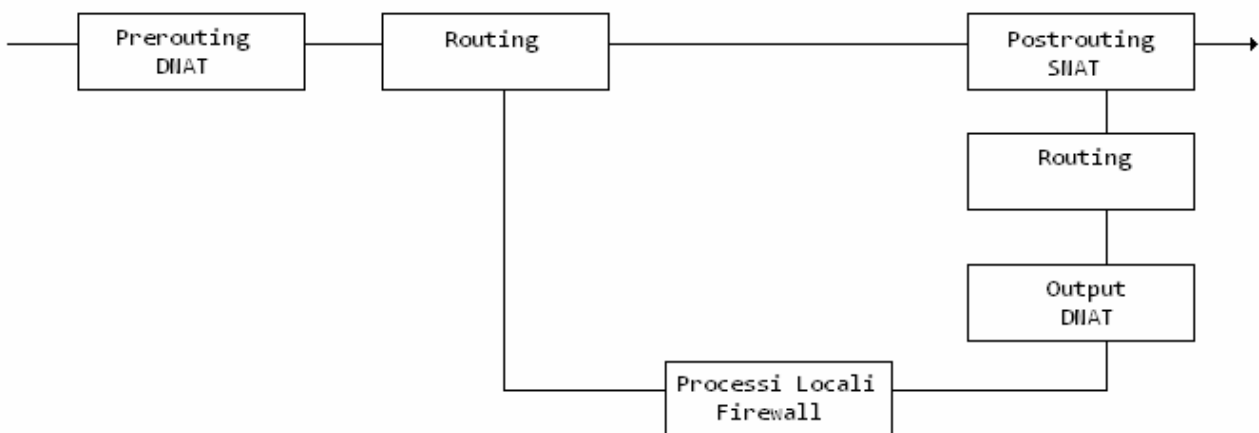 Prerouting
DNAT
Routing
Postrouting
SNAT
Routing
Output
DNAT
Processi Locali
Firewall